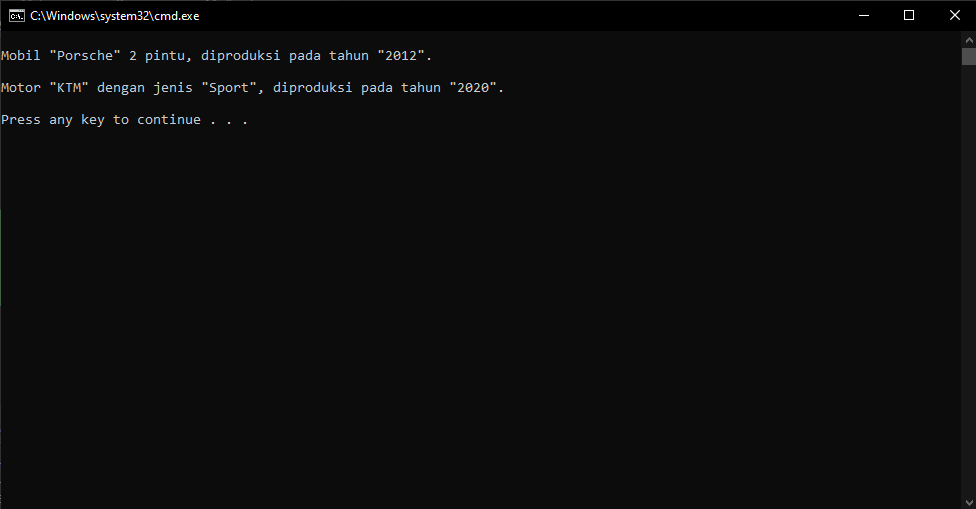 C:\Windows\system32\cmd.exe
Mobil "Porsche" 2 pintu, diproduksi pada tahun "2012".
Motor "KTM" dengan jenis "Sport", diproduksi pada tahun "2020".
Press any key to continue . . .